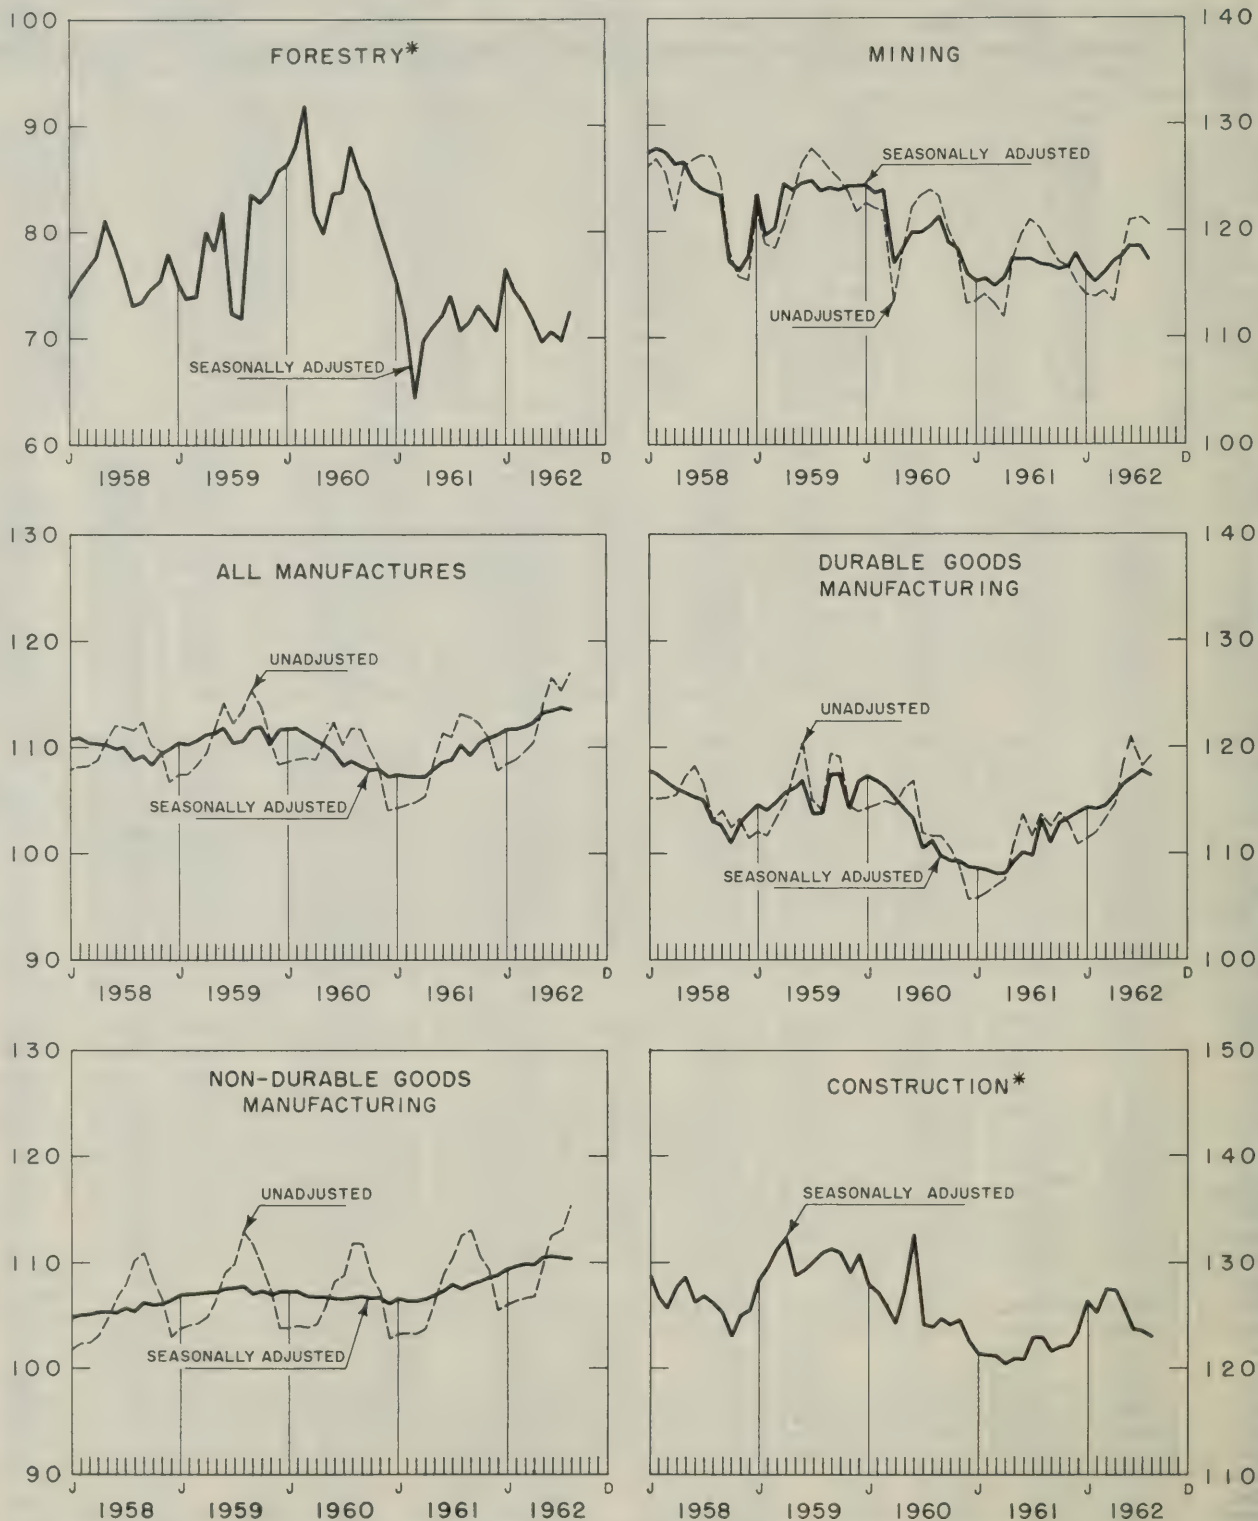 FORESTRY*
100
90
80
70
60
SEASONALLY ADJUSTED
J J J J J D
1958 1959 1960 1961 1962
MINING
140
130
120
110
100
SEASONALLY ADJUSTED
UNADJUSTED
J J J J J D
1958 1959 1960 1961 1962
ALL MANUFACTURES
130
120
110
100
90
UNADJUSTED
SEASONALLY ADJUSTED
J J J J J D
1958 1959 1960 1961 1962
DURABLE GOODS
MANUFACTURING
140
130
120
110
100
UNADJUSTED
SEASONALLY ADJUSTED
J J J J J D
1958 1959 1960 1961 1962
NON-DURABLE GOODS
MANUFACTURING
130
120
110
100
90
UNADJUSTED
SEASONALLY ADJUSTED
J J J J J D
1958 1959 1960 1961 1962
CONSTRUCTION*
150
140
130
120
110
SEASONALLY ADJUSTED
J J J J J D
1958 1959 1960 1961 1962